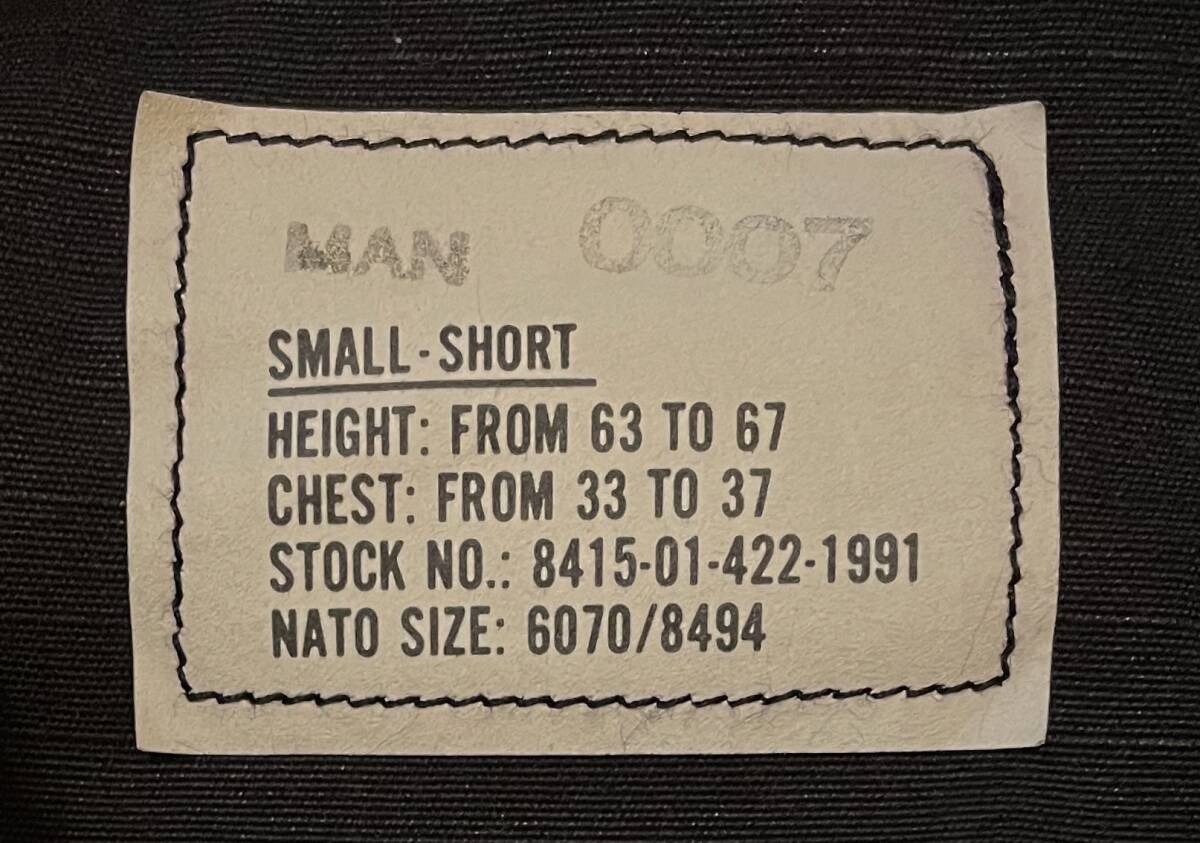 MAN 0007
SMALL-SHORT
HEIGHT: FROM 63 TO 67
CHEST: FROM 33 TO 37
STOCK NO.: 8415-01-422-1991
NATO SIZE: 6070/8494